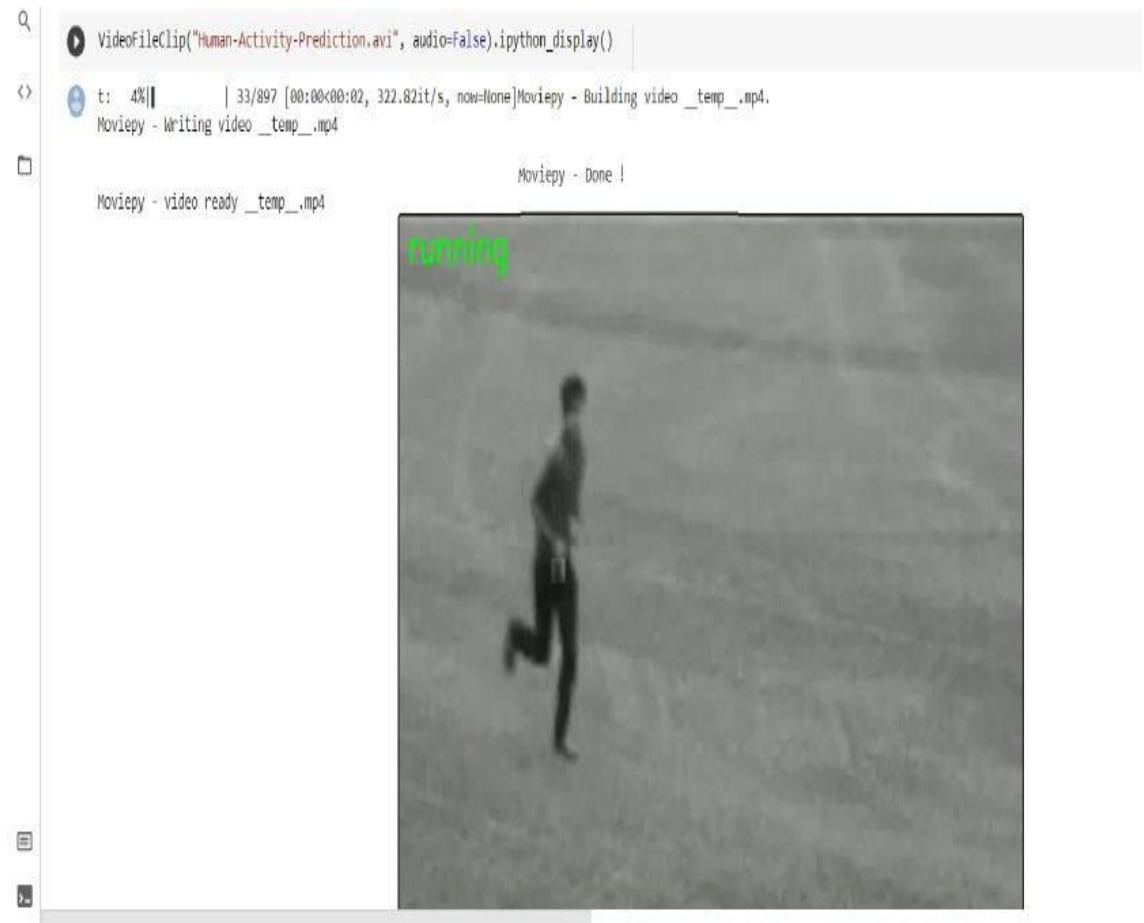 VideoFileClip("Human-Activity-Prediction.avi", audio=False).ipython_display()
t: 4%| | 33/897 [00:00<00:02, 322.82it/s, now=None]Moviepy - Building video __temp__.mp4.
Moviepy - Writing video __temp__.mp4
Moviepy - Done !
Moviepy - video ready __temp__.mp4
running